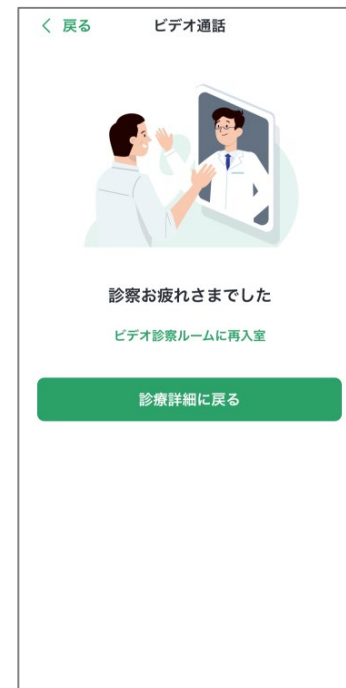 戻る ビデオ通話
診察お疲れさまでした
ビデオ診察ルームに再入室
診療詳細に戻る